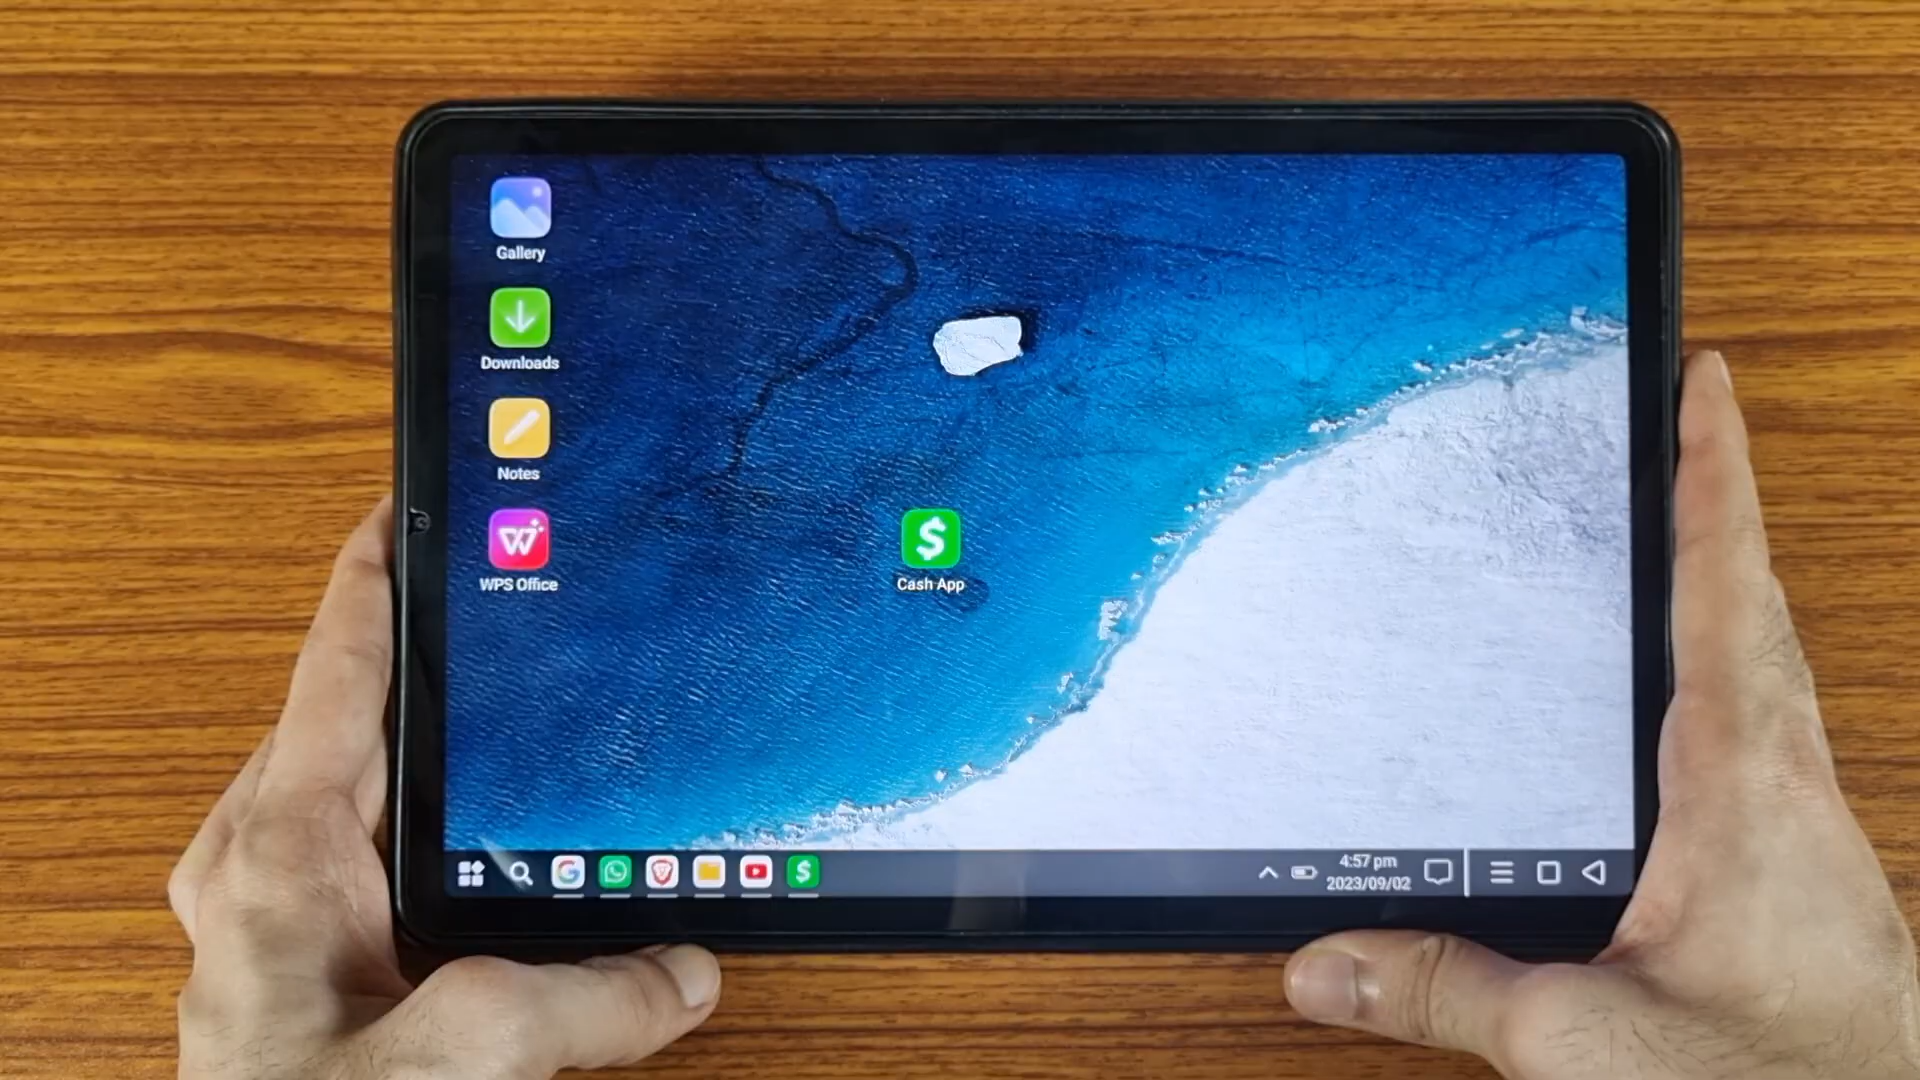 Gallery
Downloads
Notes
WPS Office
Cash App
4:57 pm
2023/09/02